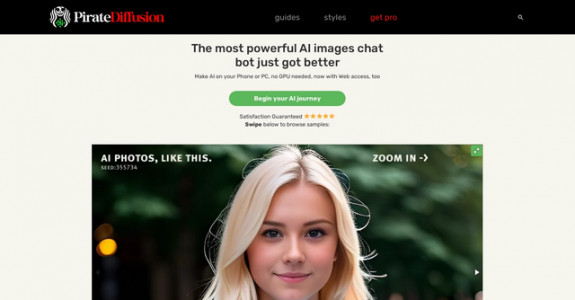 PirateDiffusion
guides
styles
get pro
The most powerful AI images chat
bot just got better
Make AI on your Phone or PC, no GPU needed, now with Web access, too
Begin your AI journey
Satisfaction Guaranteed
Swipe below to browse samples:
AI PHOTOS, LIKE THIS.
ZOOM IN ->
SEED:355734